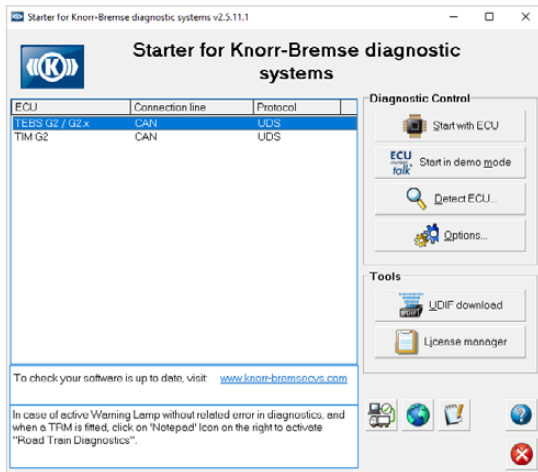 Starter for Knorr-Bremse diagnostic systems v2.5.11.1
Starter for Knorr-Bremse diagnostic
systems
ECU Connection line Protocol
TEBS G2 / G2.x CAN UDS
TIM G2 CAN UDS
Diagnostic Control
Start with ECU
ECU talk Start in demo mode
Detect ECU...
Options...
Tools
UDIF download
License manager
To check your software is up to date, visit: www.knorr-bremsecvs.com
In case of active Warning Lamp without related error in diagnostics, and
when a TRM is fitted, click on 'Notepad' Icon on the right to activate
"Road Train Diagnostics".